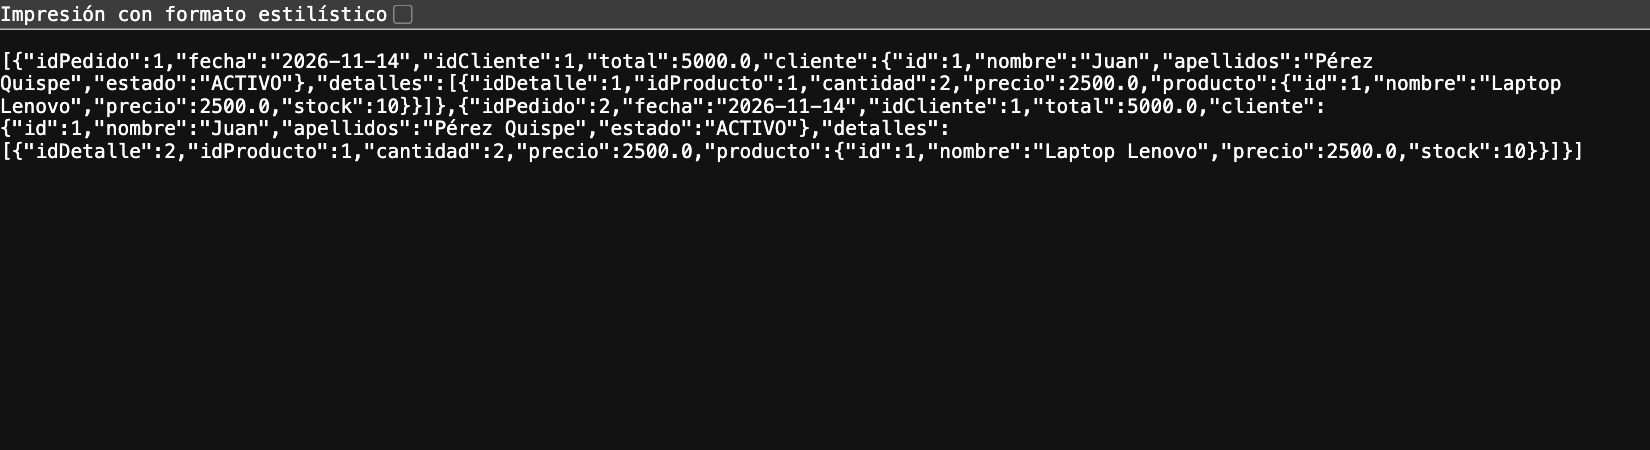 Impresión con formato estilístico
[{"idPedido":1,"fecha":"2026-11-14","idCliente":1,"total":5000.0,"cliente":{"id":1,"nombre":"Juan","apellidos":"Pérez
Quispe","estado":"ACTIVO"},"detalles":[{"idDetalle":1,"idProducto":1,"cantidad":2,"precio":2500.0,"producto":{"id":1,"nombre":"Laptop
Lenovo","precio":2500.0,"stock":10}}]},{"idPedido":2,"fecha":"2026-11-14","idCliente":1,"total":5000.0,"cliente":
{"id":1,"nombre":"Juan","apellidos":"Pérez Quispe","estado":"ACTIVO"},"detalles":
[{"idDetalle":2,"idProducto":1,"cantidad":2,"precio":2500.0,"producto":{"id":1,"nombre":"Laptop Lenovo","precio":2500.0,"stock":10}}]}]